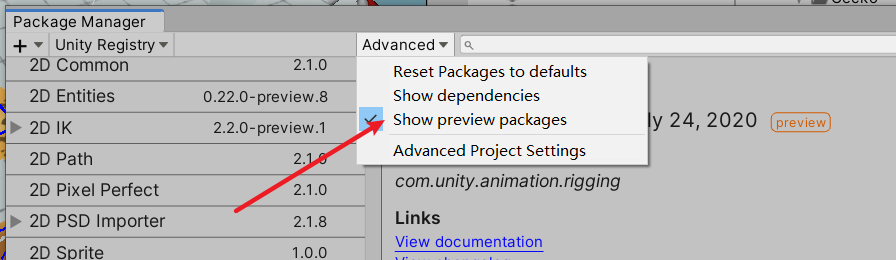 Package Manager
+ Unity Registry Advanced
2D Common 2.1.0
2D Entities 0.22.0-preview.8
2D IK 2.2.0-preview.1
2D Path 2.1.0
2D Pixel Perfect 2.1.0
2D PSD Importer 2.1.8
2D Sprite 1.0.0
Reset Packages to defaults
Show dependencies
Show preview packages
Advanced Project Settings
ly 24, 2020 preview
com.unity.animation.rigging
Links
View documentation